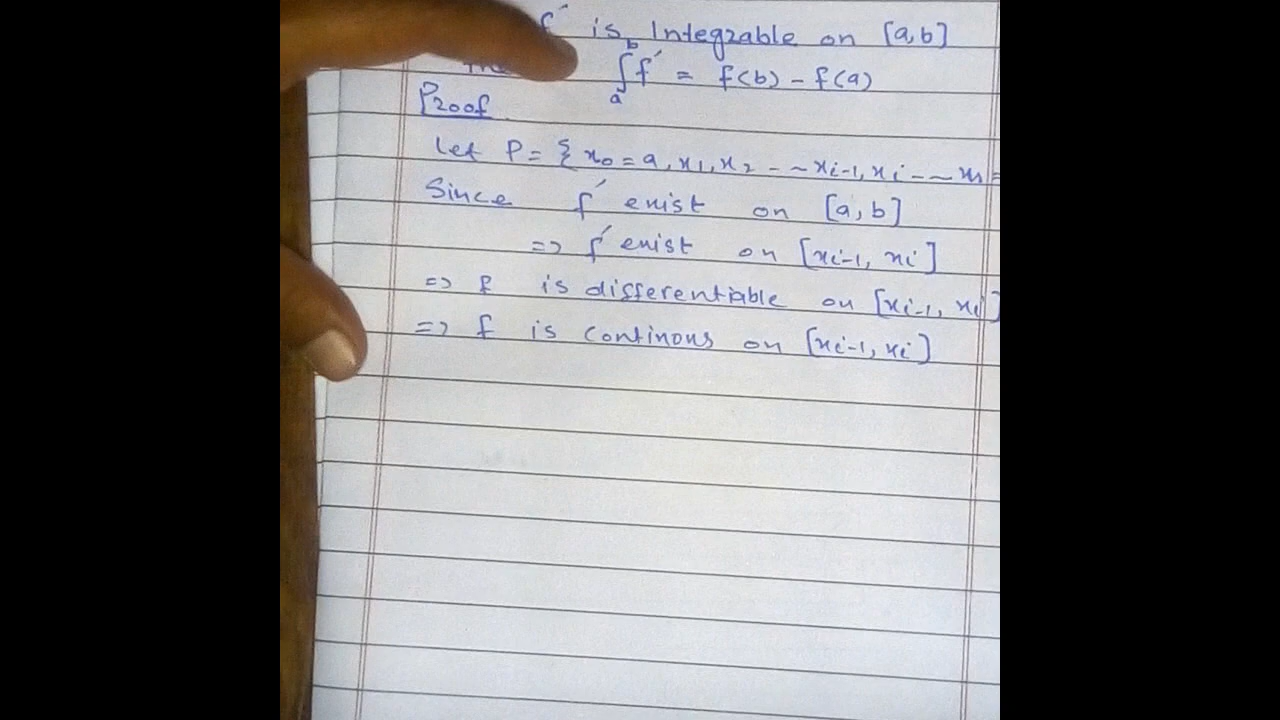 f′ is Integrable on [a,b]
∫ₐᵇ f′ = f(b) - f(a)
Proof
let P = { x₀ = a, x₁, x₂ - ~ xᵢ₋₁, xᵢ - ~
Since f′ exist on [a,b]
=> f′ exist on [xᵢ₋₁, xᵢ]
=> f is differentiable on [xᵢ₋₁, xᵢ]
=> f is continous on [xᵢ₋₁, xᵢ]